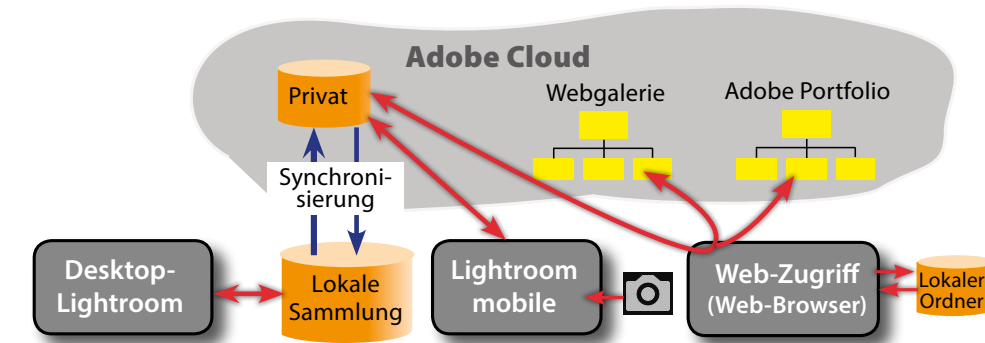 Adobe Cloud
Privat
Webgalerie
Adobe Portfolio
Synchroni-
sierung
Desktop-
Lightroom
Lokale
Sammlung
Lightroom
mobile
Web-Zugriff
(Web-Browser)
Lokaler
Ordner